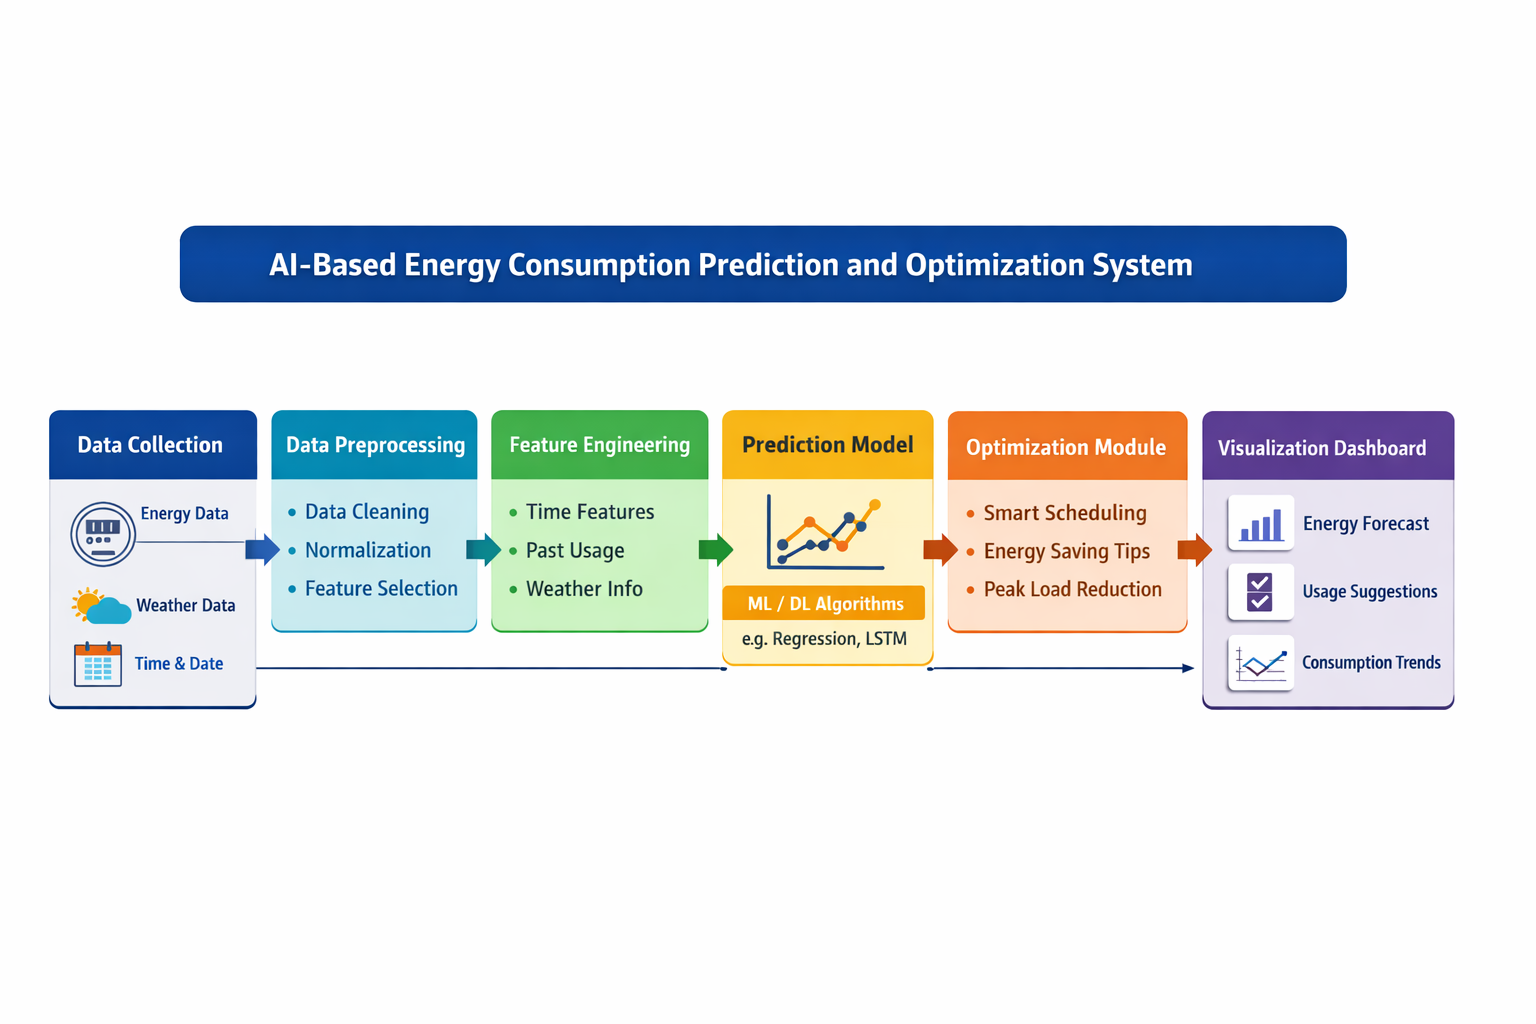 AI-Based Energy Consumption Prediction and Optimization System
Data Collection
Energy Data
Weather Data
Time & Date
Data Preprocessing
• Data Cleaning
• Normalization
• Feature Selection
Feature Engineering
• Time Features
• Past Usage
• Weather Info
Prediction Model
ML / DL Algorithms
e.g. Regression, LSTM
Optimization Module
• Smart Scheduling
• Energy Saving Tips
• Peak Load Reduction
Visualization Dashboard
Energy Forecast
Usage Suggestions
Consumption Trends